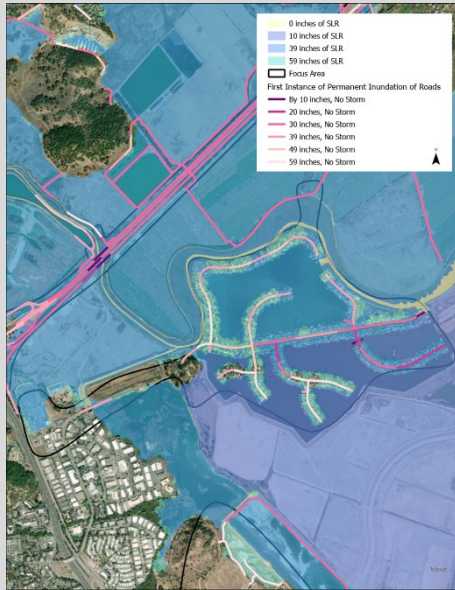 0 inches of SLR
10 inches of SLR
39 inches of SLR
59 inches of SLR
Focus Area
First Instance of Permanent Inundation of Roads
By 10 inches, No Storm
20 inches, No Storm
30 inches, No Storm
39 inches, No Storm
49 inches, No Storm
59 inches, No Storm